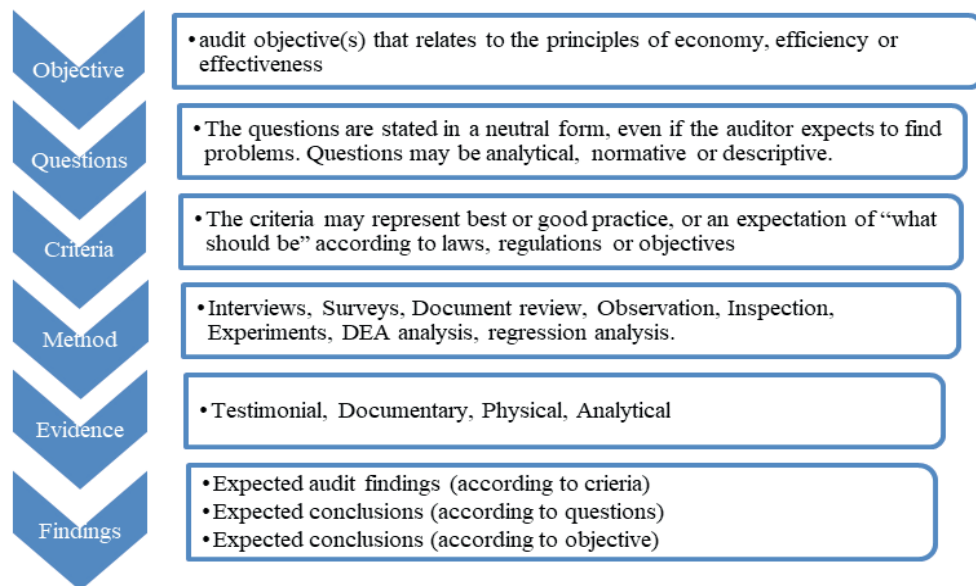 Objective
• audit objective(s) that relates to the principles of economy, efficiency or
effectiveness
Questions
• The questions are stated in a neutral form, even if the auditor expects to find
problems. Questions may be analytical, normative or descriptive.
Criteria
• The criteria may represent best or good practice, or an expectation of “what
should be” according to laws, regulations or objectives
Method
• Interviews, Surveys, Document review, Observation, Inspection,
Experiments, DEA analysis, regression analysis.
Evidence
• Testimonial, Documentary, Physical, Analytical
Findings
• Expected audit findings (according to crieria)
• Expected conclusions (according to questions)
• Expected conclusions (according to objective)